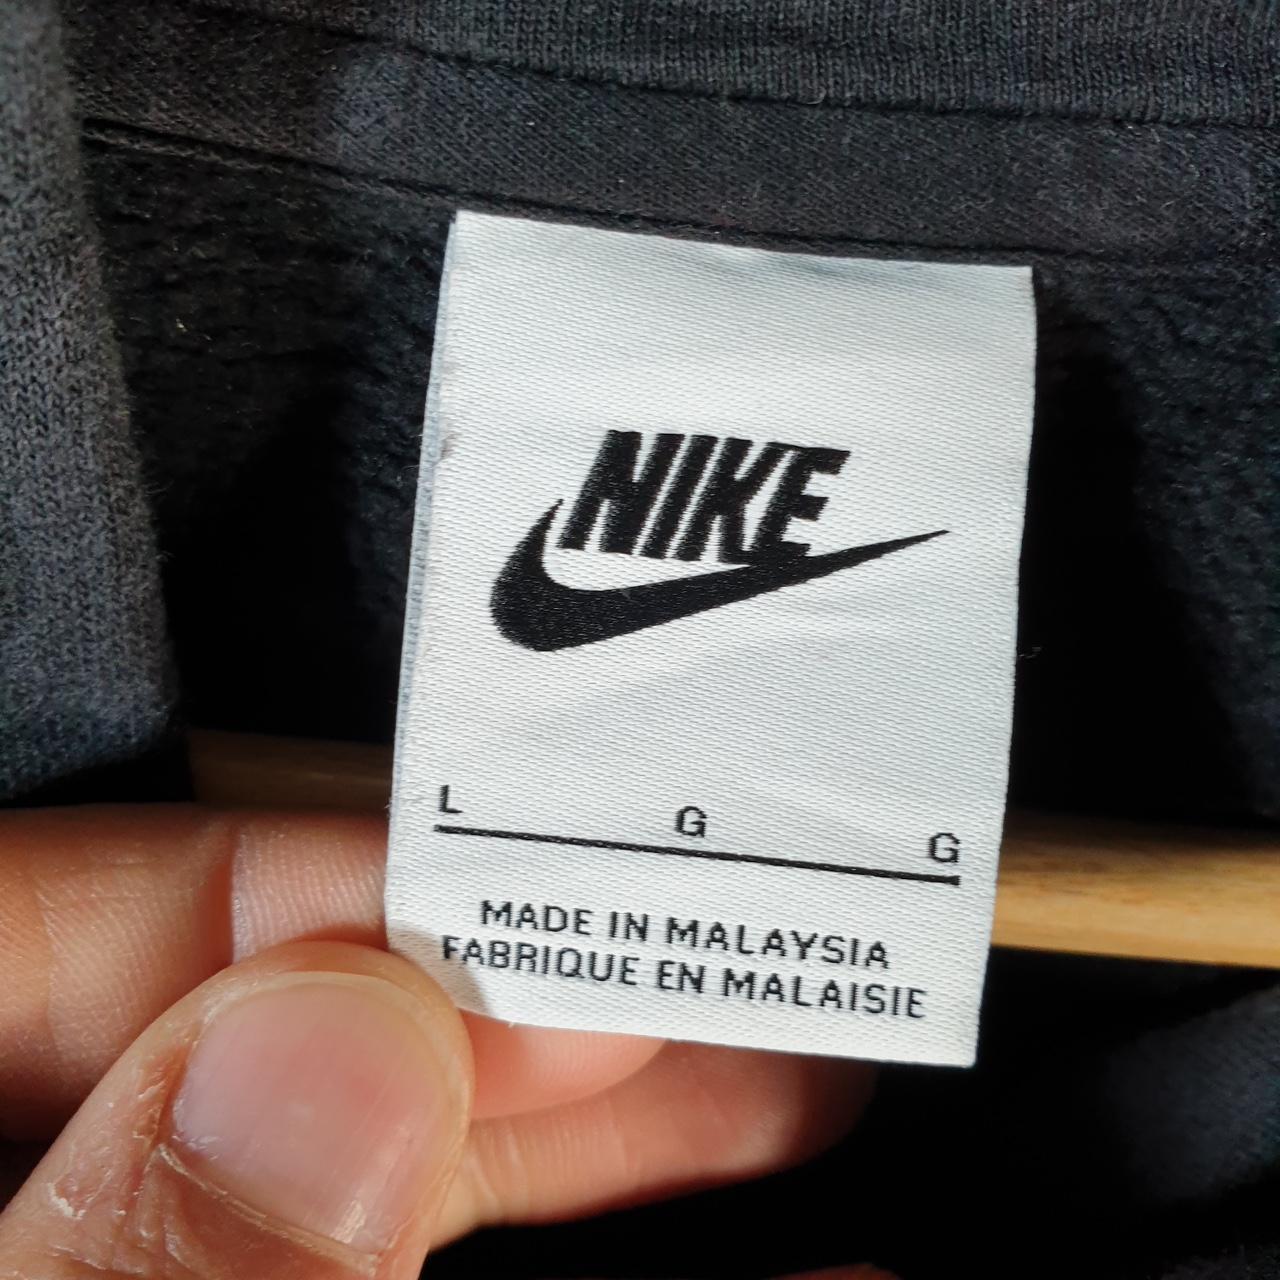 NIKE
L G G
MADE IN MALAYSIA
FABRIQUE EN MALAISIE